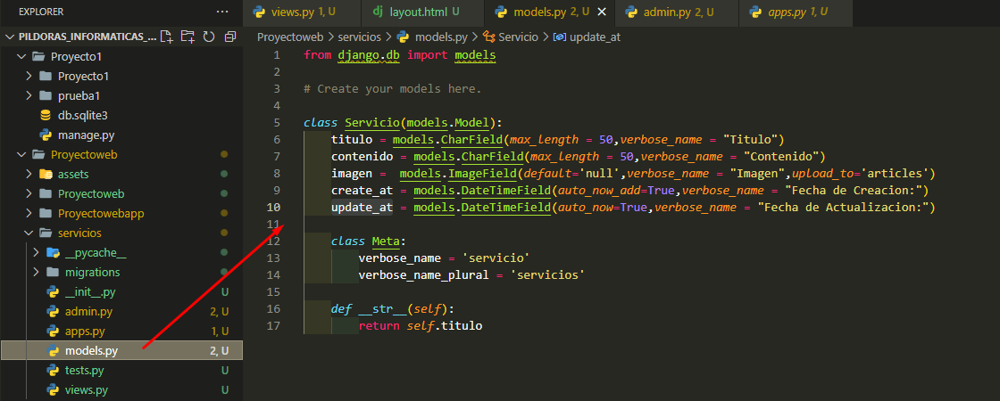 EXPLORER ...
PILDORAS_INFORMATICAS_...
Proyecto1
Proyecto1
prueba1
db.sqlite3
manage.py
Proyectoweb
assets
Proyectoweb
Proyectowebapp
servicios
__pycache__
migrations
__init__.py U
admin.py 2, U
apps.py 1, U
models.py 2, U
tests.py U
views.py U
views.py 1, U dj layout.html U models.py 2, U admin.py 2, U apps.py 1, U
Proyectoweb > servicios > models.py > Servicio > update_at
1 from django.db import models
2
3 # Create your models here.
4
5 class Servicio(models.Model):
6 titulo = models.CharField(max_length = 50,verbose_name = "Titulo")
7 contenido = models.CharField(max_length = 50,verbose_name = "Contenido")
8 imagen =  models.ImageField(default='null',verbose_name = "Imagen",upload_to='articles')
9 create_at = models.DateTimeField(auto_now_add=True,verbose_name = "Fecha de Creacion:")
10 update_at = models.DateTimeField(auto_now=True,verbose_name = "Fecha de Actualizacion:")
11
12 class Meta:
13 verbose_name = 'servicio'
14 verbose_name_plural = 'servicios'
15
16 def __str__(self):
17 return self.titulo